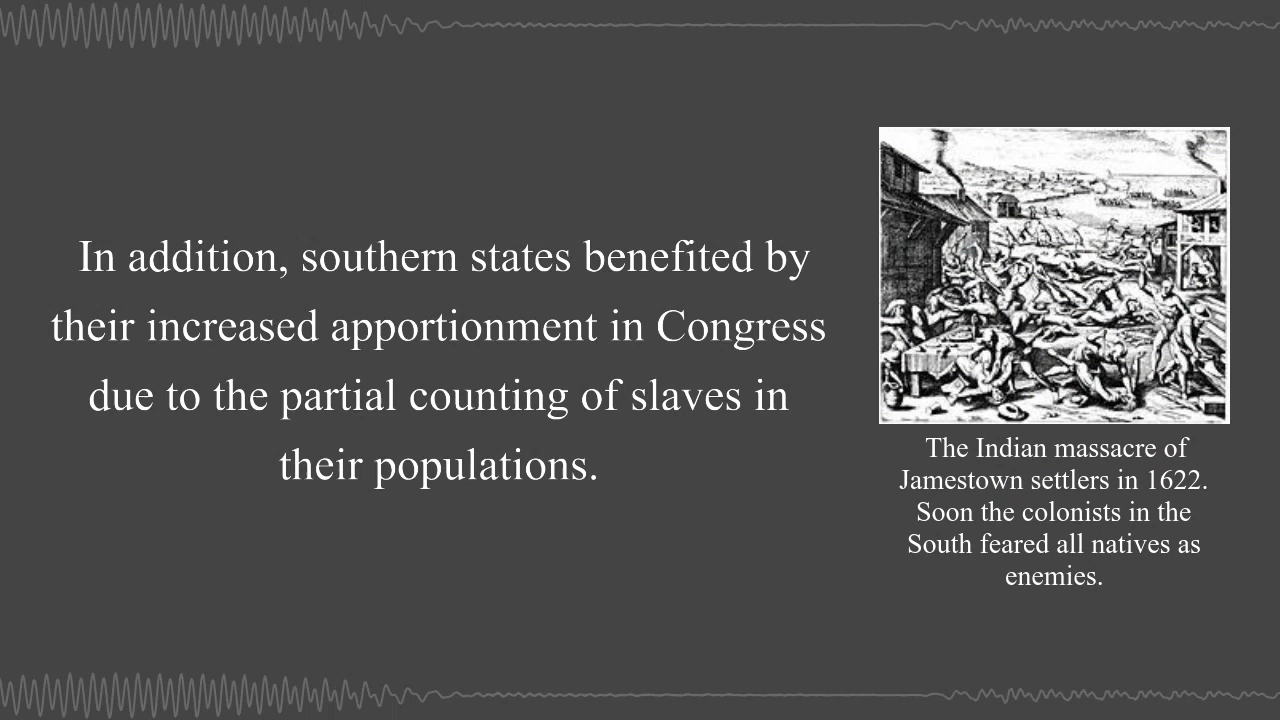 In addition, southern states benefited by
their increased apportionment in Congress
due to the partial counting of slaves in
their populations.
The Indian massacre of
Jamestown settlers in 1622.
Soon the colonists in the
South feared all natives as
enemies.